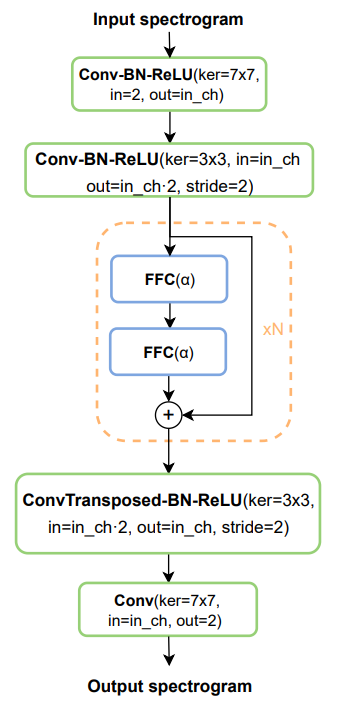 Input spectrogram
Conv-BN-ReLU(ker=7x7,
in=2, out=in_ch)
Conv-BN-ReLU(ker=3x3, in=in_ch
out=in_ch·2, stride=2)
FFC(α)
xN
FFC(α)
+
ConvTransposed-BN-ReLU(ker=3x3,
in=in_ch·2, out=in_ch, stride=2)
Conv(ker=7x7,
in=in_ch, out=2)
Output spectrogram